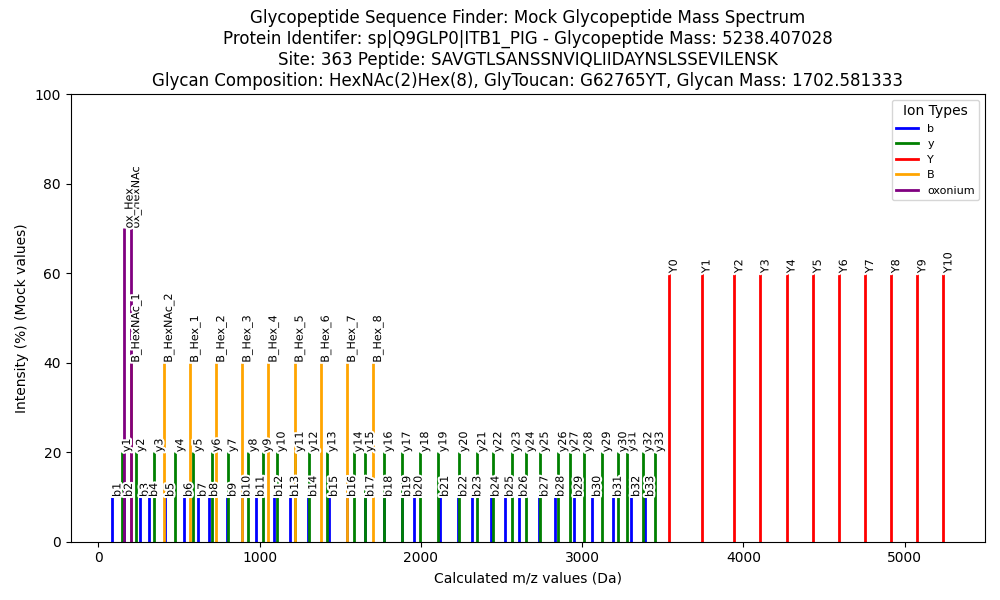 Glycopeptide Sequence Finder: Mock Glycopeptide Mass Spectrum
Protein Identifer: sp|Q9GLP0|ITB1_PIG - Glycopeptide Mass: 5238.407028
Site: 363 Peptide: SAVGTLSANSSNVIQLIIDAYNSLSSEVILENSK
Glycan Composition: HexNAc(2)Hex(8), GlyToucan: G62765YT, Glycan Mass: 1702.581333
Intensity (%) (Mock values)
100
80
60
40
20
0
Ion Types
b
y
Y
B
oxonium
ox_Hex
ox_HexNAc
B_HexNAc_1
B_HexNAc_2
B_Hex_1
B_Hex_2
B_Hex_3
B_Hex_4
B_Hex_5
B_Hex_6
B_Hex_7
B_Hex_8
Y0
Y1
Y2
Y3
Y4
Y5
Y6
Y7
Y8
Y9
Y10
y1
y2
y3
y4
y5
y6
y7
y8
y9
y10
y11
y12
y13
y14
y15
y16
y17
y18
y19
y20
y21
y22
y23
y24
y25
y26
y27
y28
y29
y30
y31
y32
y33
b1
b2
b3
b4
b5
b6
b7
b8
b9
b10
b11
b12
b13
b14
b15
b16
b17
b18
b19
b20
b21
b22
b23
b24
b25
b26
b27
b28
b29
b30
b31
b32
b33
0
1000
2000
3000
4000
5000
Calculated m/z values (Da)